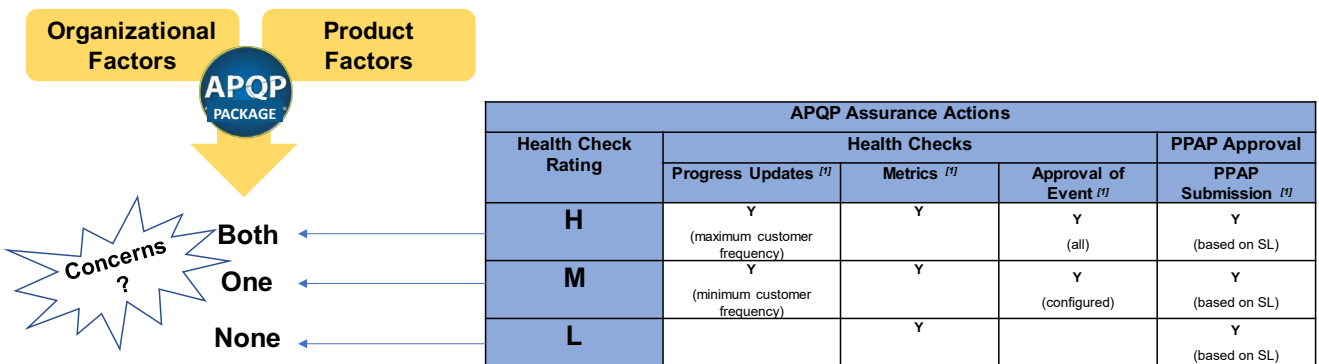 Organizational
Factors
Product
Factors
APQP
PACKAGE
Concerns
?
Both
One
None
APQP Assurance Actions
Health Check
Rating
Health Checks
PPAP Approval
Progress Updates [1]
Metrics [1]
Approval of
Event [1]
PPAP
Submission [1]
H
Y
(maximum customer
frequency)
Y
Y
(all)
Y
(based on SL)
M
Y
(minimum customer
frequency)
Y
Y
(configured)
Y
(based on SL)
L
Y
Y
(based on SL)